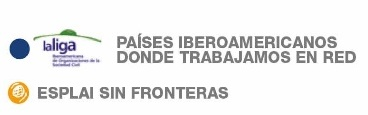 laliga
Iberoamericana
de Organizaciones de la
Sociedad Civil
PAÍSES IBEROAMERICANOS
DONDE TRABAJAMOS EN RED
ESPLAI SIN FRONTERAS